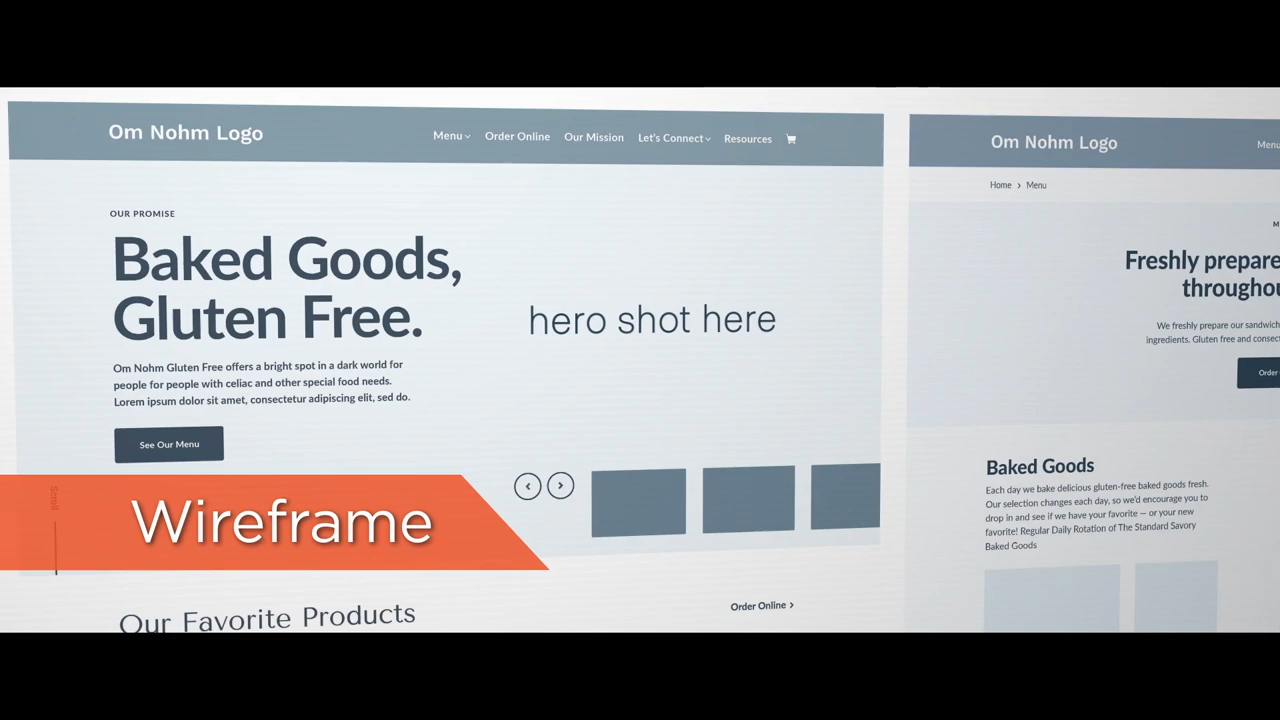 Om Nohm Logo
Menu Order Online Our Mission Let's Connect Resources
OUR PROMISE
Baked Goods,
Gluten Free.
Om Nohm Gluten Free offers a bright spot in a dark world for
people for people with celiac and other special food needs.
Lorem ipsum dolor sit amet, consectetur adipiscing elit, sed do.
See Our Menu
hero shot here
Scroll
Wireframe
Our Favorite Products
Order Online ›
Om Nohm Logo
Menu
Home › Menu
M
Freshly prepare
throughou
We freshly prepare our sandwich
ingredients. Gluten free and consec
Order
Baked Goods
Each day we bake delicious gluten-free baked goods fresh.
Our selection changes each day, so we'd encourage you to
drop in and see if we have your favorite — or your new
favorite! Regular Daily Rotation of The Standard Savory
Baked Goods